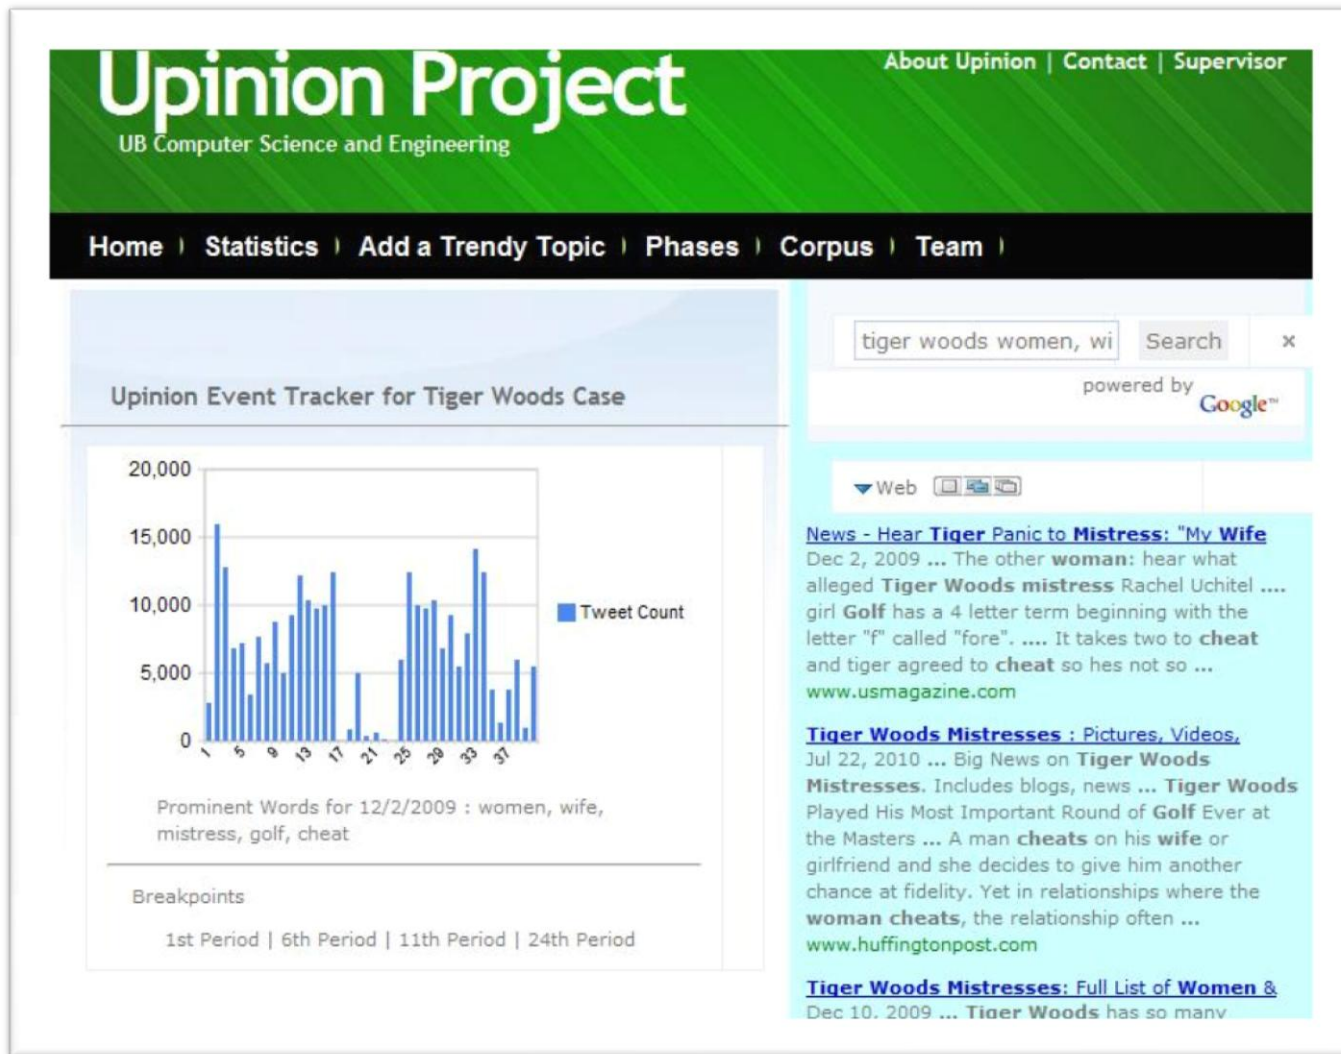 Upinion Project
UB Computer Science and Engineering
About Upinion | Contact | Supervisor
Home
Statistics
Add a Trendy Topic
Phases
Corpus
Team
Upinion Event Tracker for Tiger Woods Case
20,000
15,000
10,000
5,000
0
1 5 9 13 17 21 25 29 33 37
Tweet Count
Prominent Words for 12/2/2009 : women, wife,
mistress, golf, cheat
Breakpoints
1st Period | 6th Period | 11th Period | 24th Period
tiger woods women, wi
Search
×
powered by
Google™
Web
News - Hear Tiger Panic to Mistress: "My Wife
Dec 2, 2009 ... The other woman: hear what
alleged Tiger Woods mistress Rachel Uchitel ....
girl Golf has a 4 letter term beginning with the
letter "f" called "fore". .... It takes two to cheat
and tiger agreed to cheat so hes not so ...
www.usmagazine.com
Tiger Woods Mistresses : Pictures, Videos,
Jul 22, 2010 ... Big News on Tiger Woods
Mistresses. Includes blogs, news ... Tiger Woods
Played His Most Important Round of Golf Ever at
the Masters ... A man cheats on his wife or
girlfriend and she decides to give him another
chance at fidelity. Yet in relationships where the
woman cheats, the relationship often ...
www.huffingtonpost.com
Tiger Woods Mistresses: Full List of Women &
Dec 10, 2009 ... Tiger Woods has so many